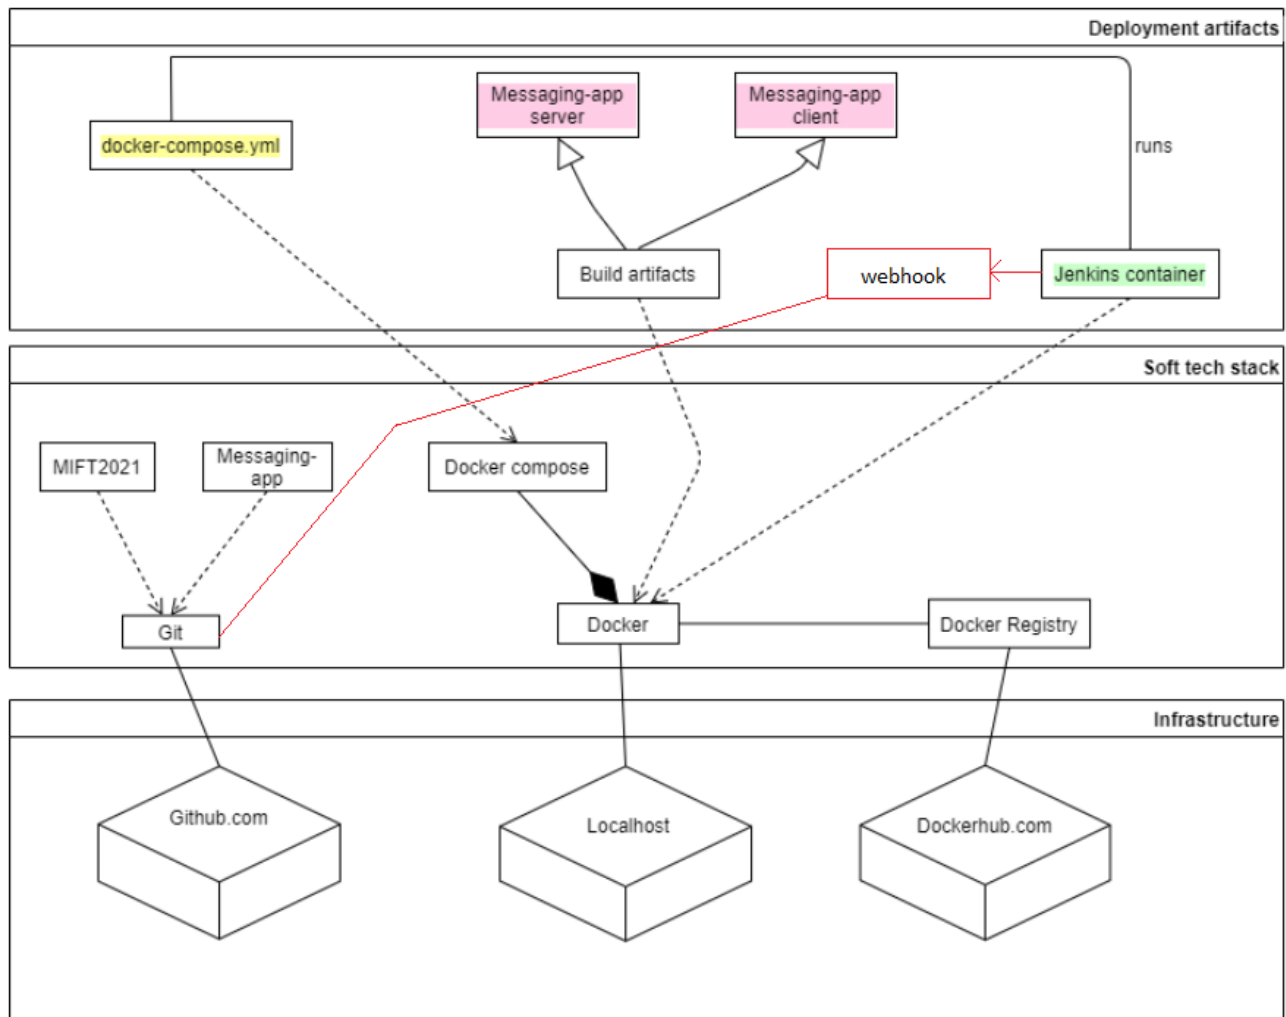 Deployment artifacts
Messaging-app
server
Messaging-app
client
docker-compose.yml
runs
Build artifacts
webhook
Jenkins container
Soft tech stack
MIFT2021
Messaging-
app
Docker compose
Git
Docker
Docker Registry
Infrastructure
Github.com
Localhost
Dockerhub.com